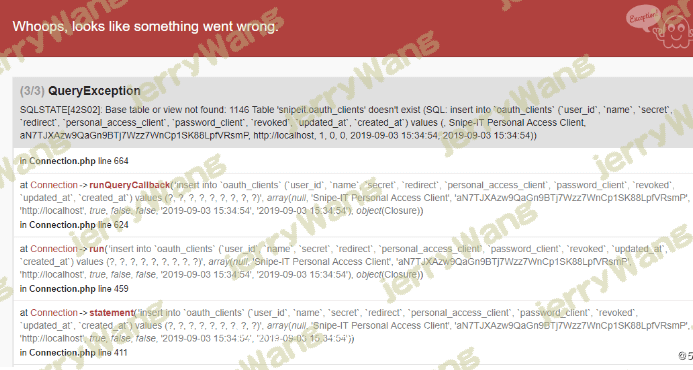 Whoops, looks like something went wrong.
Exception
(3/3) QueryException
SQLSTATE[42S02]: Base table or view not found: 1146 Table 'snipeit.oauth_clients' doesn't exist (SQL: insert into `oauth_clients` (`user_id`, `name`, `secret`,
`redirect`, `personal_access_client`, `password_client`, `revoked`, `updated_at`, `created_at`) values (, Snipe-IT Personal Access Client,
aN7TJXAzw9QaGn9BTj7Wzz7WnCp1SK88LpfVRsmP, http://localhost, 1, 0, 0, 2019-09-03 15:34:54, 2019-09-03 15:34:54))
in Connection.php line 664
at Connection->runQueryCallback('insert into `oauth_clients` (`user_id`, `name`, `secret`, `redirect`, `personal_access_client`, `password_client`, `revoked`,
`updated_at`, `created_at`) values (?, ?, ?, ?, ?, ?, ?, ?, ?)', array(null, 'Snipe-IT Personal Access Client', 'aN7TJXAzw9QaGn9BTj7Wzz7WnCp1SK88LpfVRsmP',
'http://localhost', true, false, false, '2019-09-03 15:34:54', '2019-09-03 15:34:54'), object(Closure))
in Connection.php line 624
at Connection->run('insert into `oauth_clients` (`user_id`, `name`, `secret`, `redirect`, `personal_access_client`, `password_client`, `revoked`, `updated_at`,
`created_at`) values (?, ?, ?, ?, ?, ?, ?, ?, ?)', array(null, 'Snipe-IT Personal Access Client', 'aN7TJXAzw9QaGn9BTj7Wzz7WnCp1SK88LpfVRsmP',
'http://localhost', true, false, false, '2019-09-03 15:34:54', '2019-09-03 15:34:54'), object(Closure))
in Connection.php line 459
at Connection->statement('insert into `oauth_clients` (`user_id`, `name`, `secret`, `redirect`, `personal_access_client`, `password_client`, `revoked`,
`updated_at`, `created_at`) values (?, ?, ?, ?, ?, ?, ?, ?, ?)', array(null, 'Snipe-IT Personal Access Client', 'aN7TJXAzw9QaGn9BTj7Wzz7WnCp1SK88LpfVRsmP',
'http://localhost', true, false, false, '2019-09-03 15:34:54', '2019-09-03 15:34:54'))
in Connection.php line 411
jerryWang